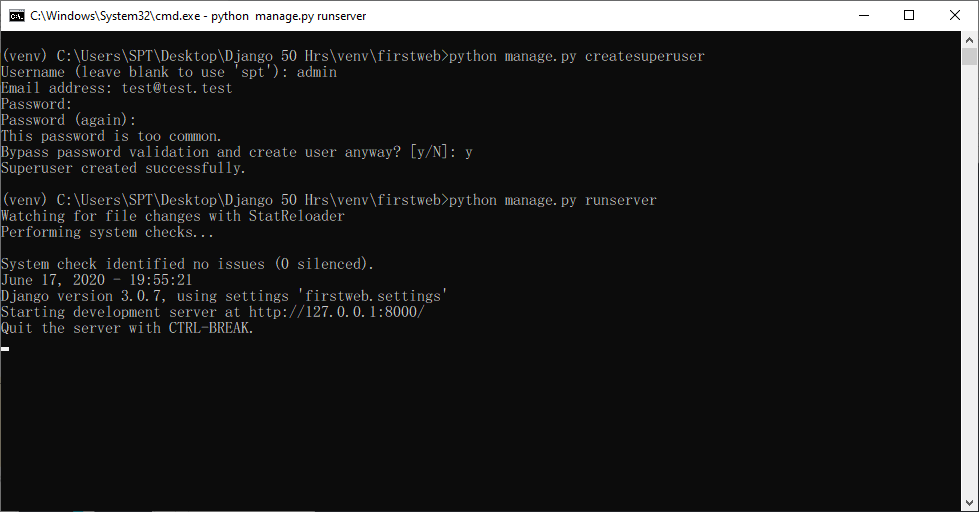 C:\Windows\System32\cmd.exe - python  manage.py runserver
(venv) C:\Users\SPT\Desktop\Django 50 Hrs\venv\firstweb>python manage.py createsuperuser
Username (leave blank to use 'spt'): admin
Email address: test@test.test
Password:
Password (again):
This password is too common.
Bypass password validation and create user anyway? [y/N]: y
Superuser created successfully.
(venv) C:\Users\SPT\Desktop\Django 50 Hrs\venv\firstweb>python manage.py runserver
Watching for file changes with StatReloader
Performing system checks...
System check identified no issues (0 silenced).
June 17, 2020 - 19:55:21
Django version 3.0.7, using settings 'firstweb.settings'
Starting development server at http://127.0.0.1:8000/
Quit the server with CTRL-BREAK.